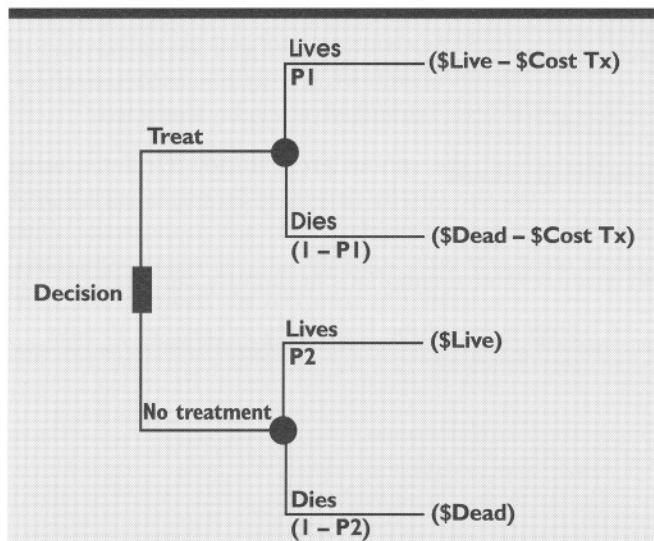 Lives
P1
($Live – $Cost Tx)
Treat
Dies
(1 – P1)
($Dead – $Cost Tx)
Decision
Lives
P2
($Live)
No treatment
Dies
(1 – P2)
($Dead)